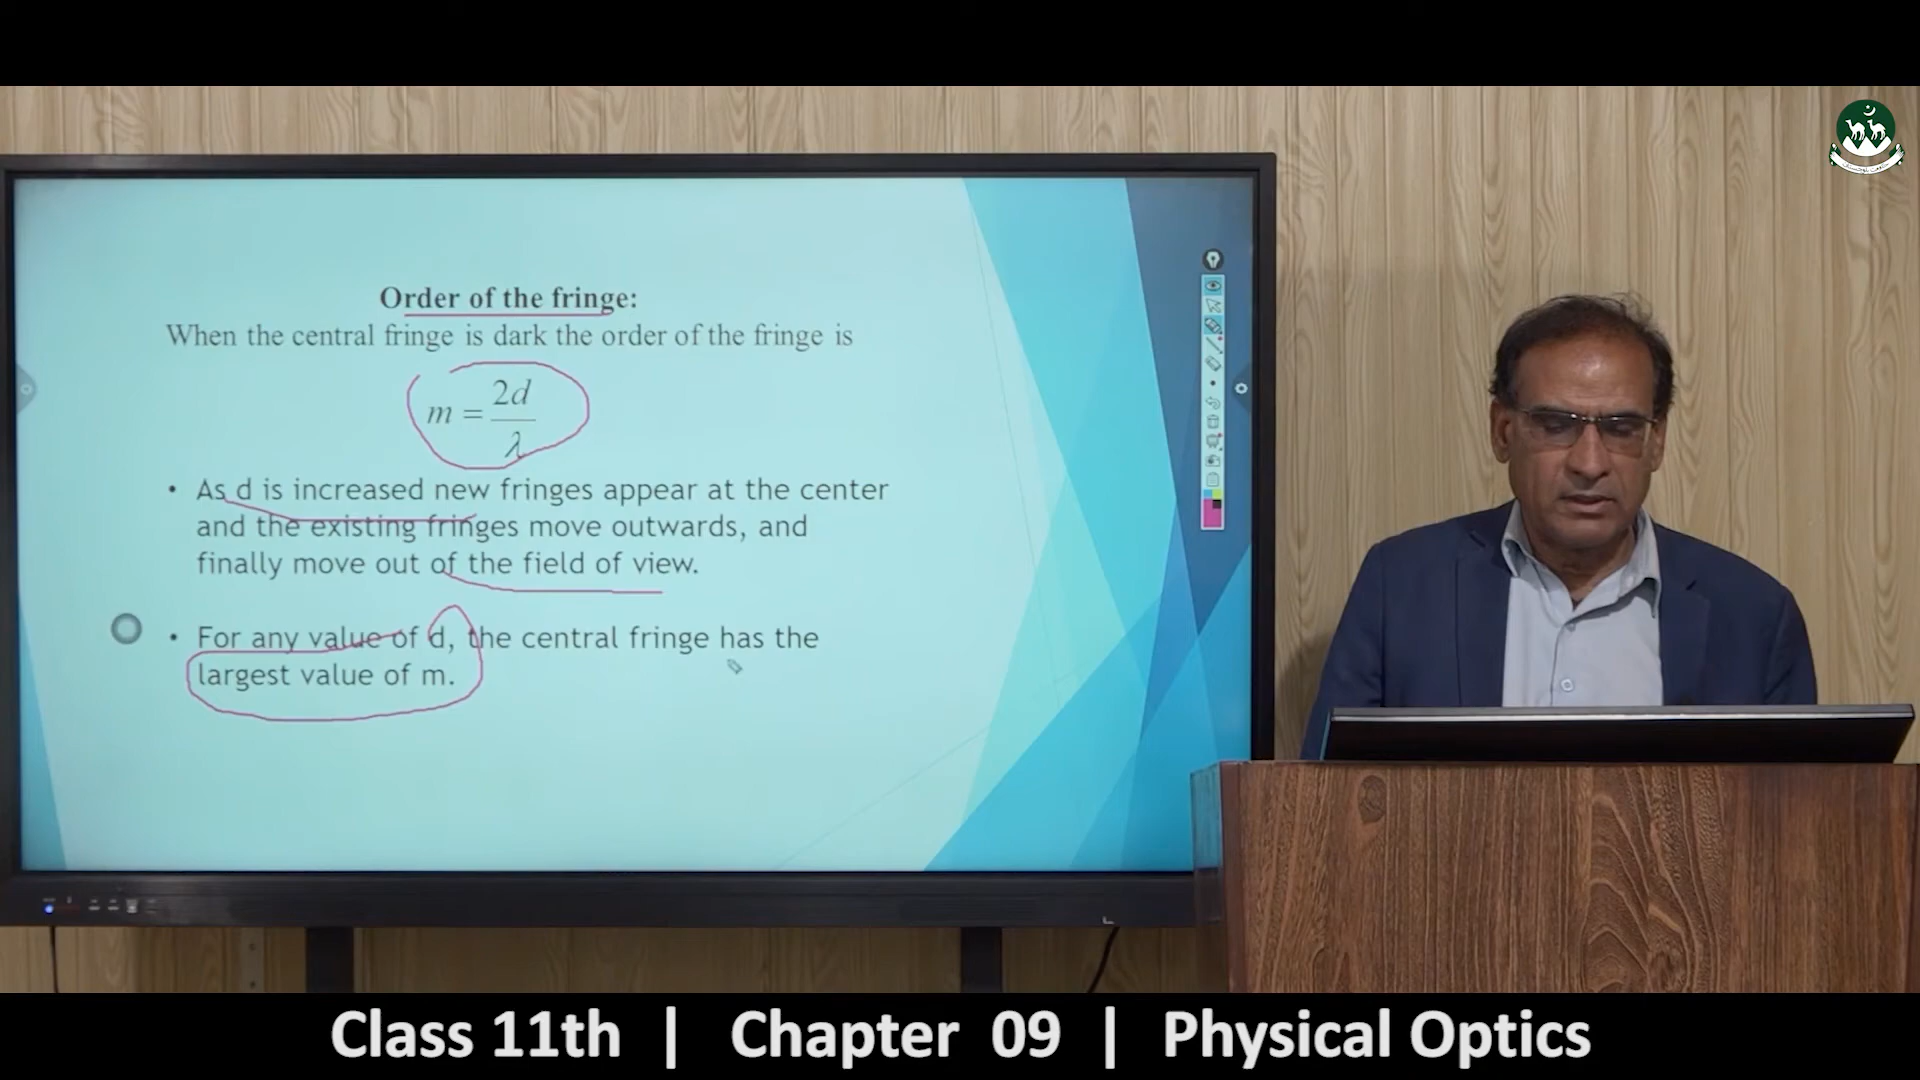 Order of the fringe:
When the central fringe is dark the order of the fringe is
m = 2d/λ
• As d is increased new fringes appear at the center
and the existing fringes move outwards, and
finally move out of the field of view.
• For any value of d, the central fringe has the
largest value of m.
Class 11th | Chapter 09 | Physical Optics